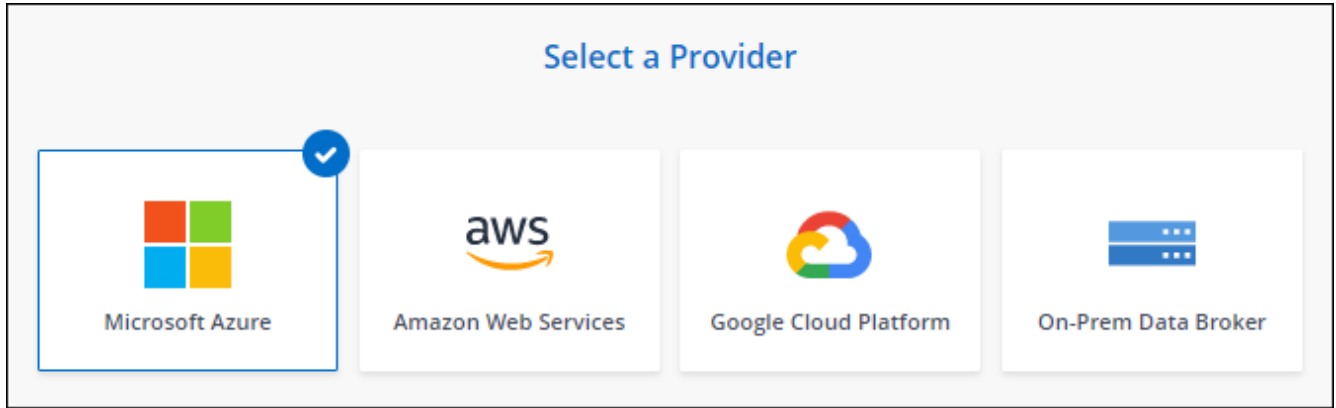 Select a Provider
aws
Microsoft Azure
Amazon Web Services
Google Cloud Platform
On-Prem Data Broker